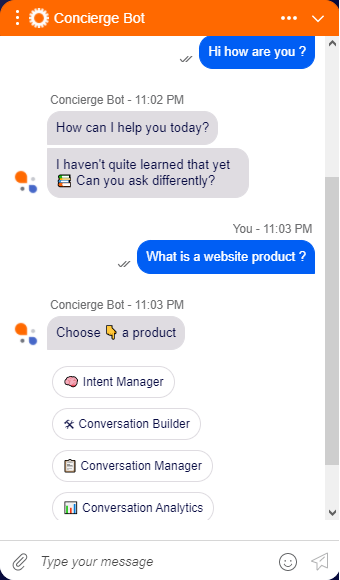 Concierge Bot
Hi how are you ?
Concierge Bot - 11:02 PM
How can I help you today?
I haven't quite learned that yet
📚 Can you ask differently?
You - 11:03 PM
What is a website product ?
Concierge Bot - 11:03 PM
Choose 👇 a product
🧠 Intent Manager
🛠 Conversation Builder
📋 Conversation Manager
📊 Conversation Analytics
Type your message